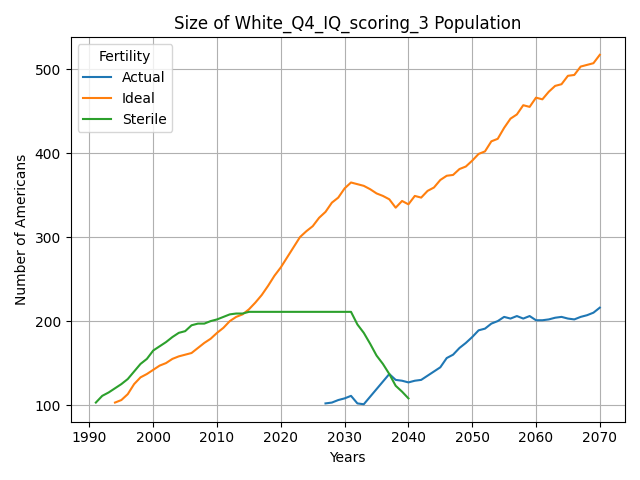 Size of White_Q4_IQ_scoring_3 Population
Fertility
Actual
Ideal
Sterile
Number of Americans
500
400
300
200
100
1990 2000 2010 2020 2030 2040 2050 2060 2070
Years